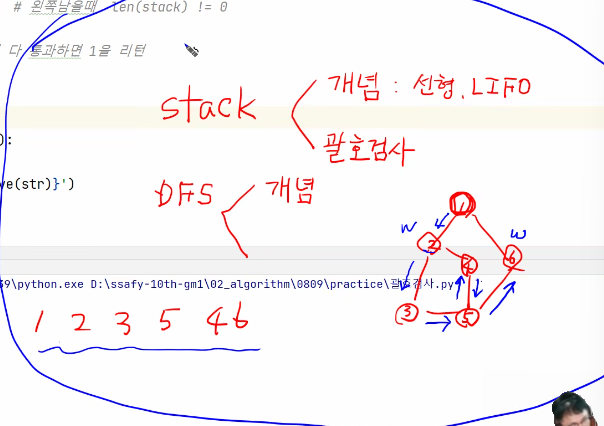 # 왼쪽남을때 len(stack) != 0
다 통과하면 1을 리턴
stack
개념 : 선형, LIFO
괄호검사
):
ve(str)}')
DFS
개념
1
w
2
w
4
6
3
5
59\python.exe D:\ssafy-10th-gm1\02_algorithm\0809\practice\괄호검사.py
1 2 3 5 4 6